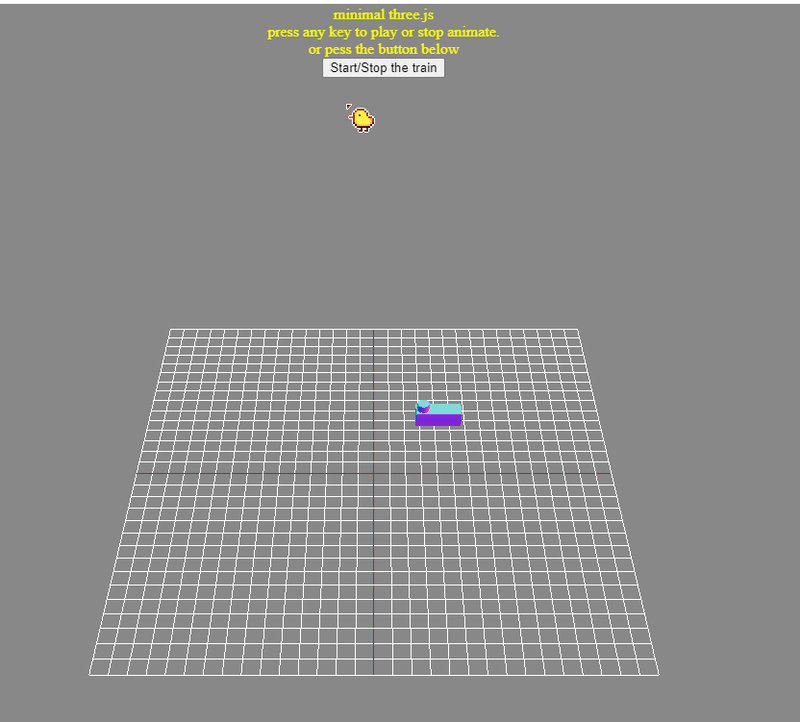 minimal three.js
press any key to play or stop animate.
or pess the button below
Start/Stop the train